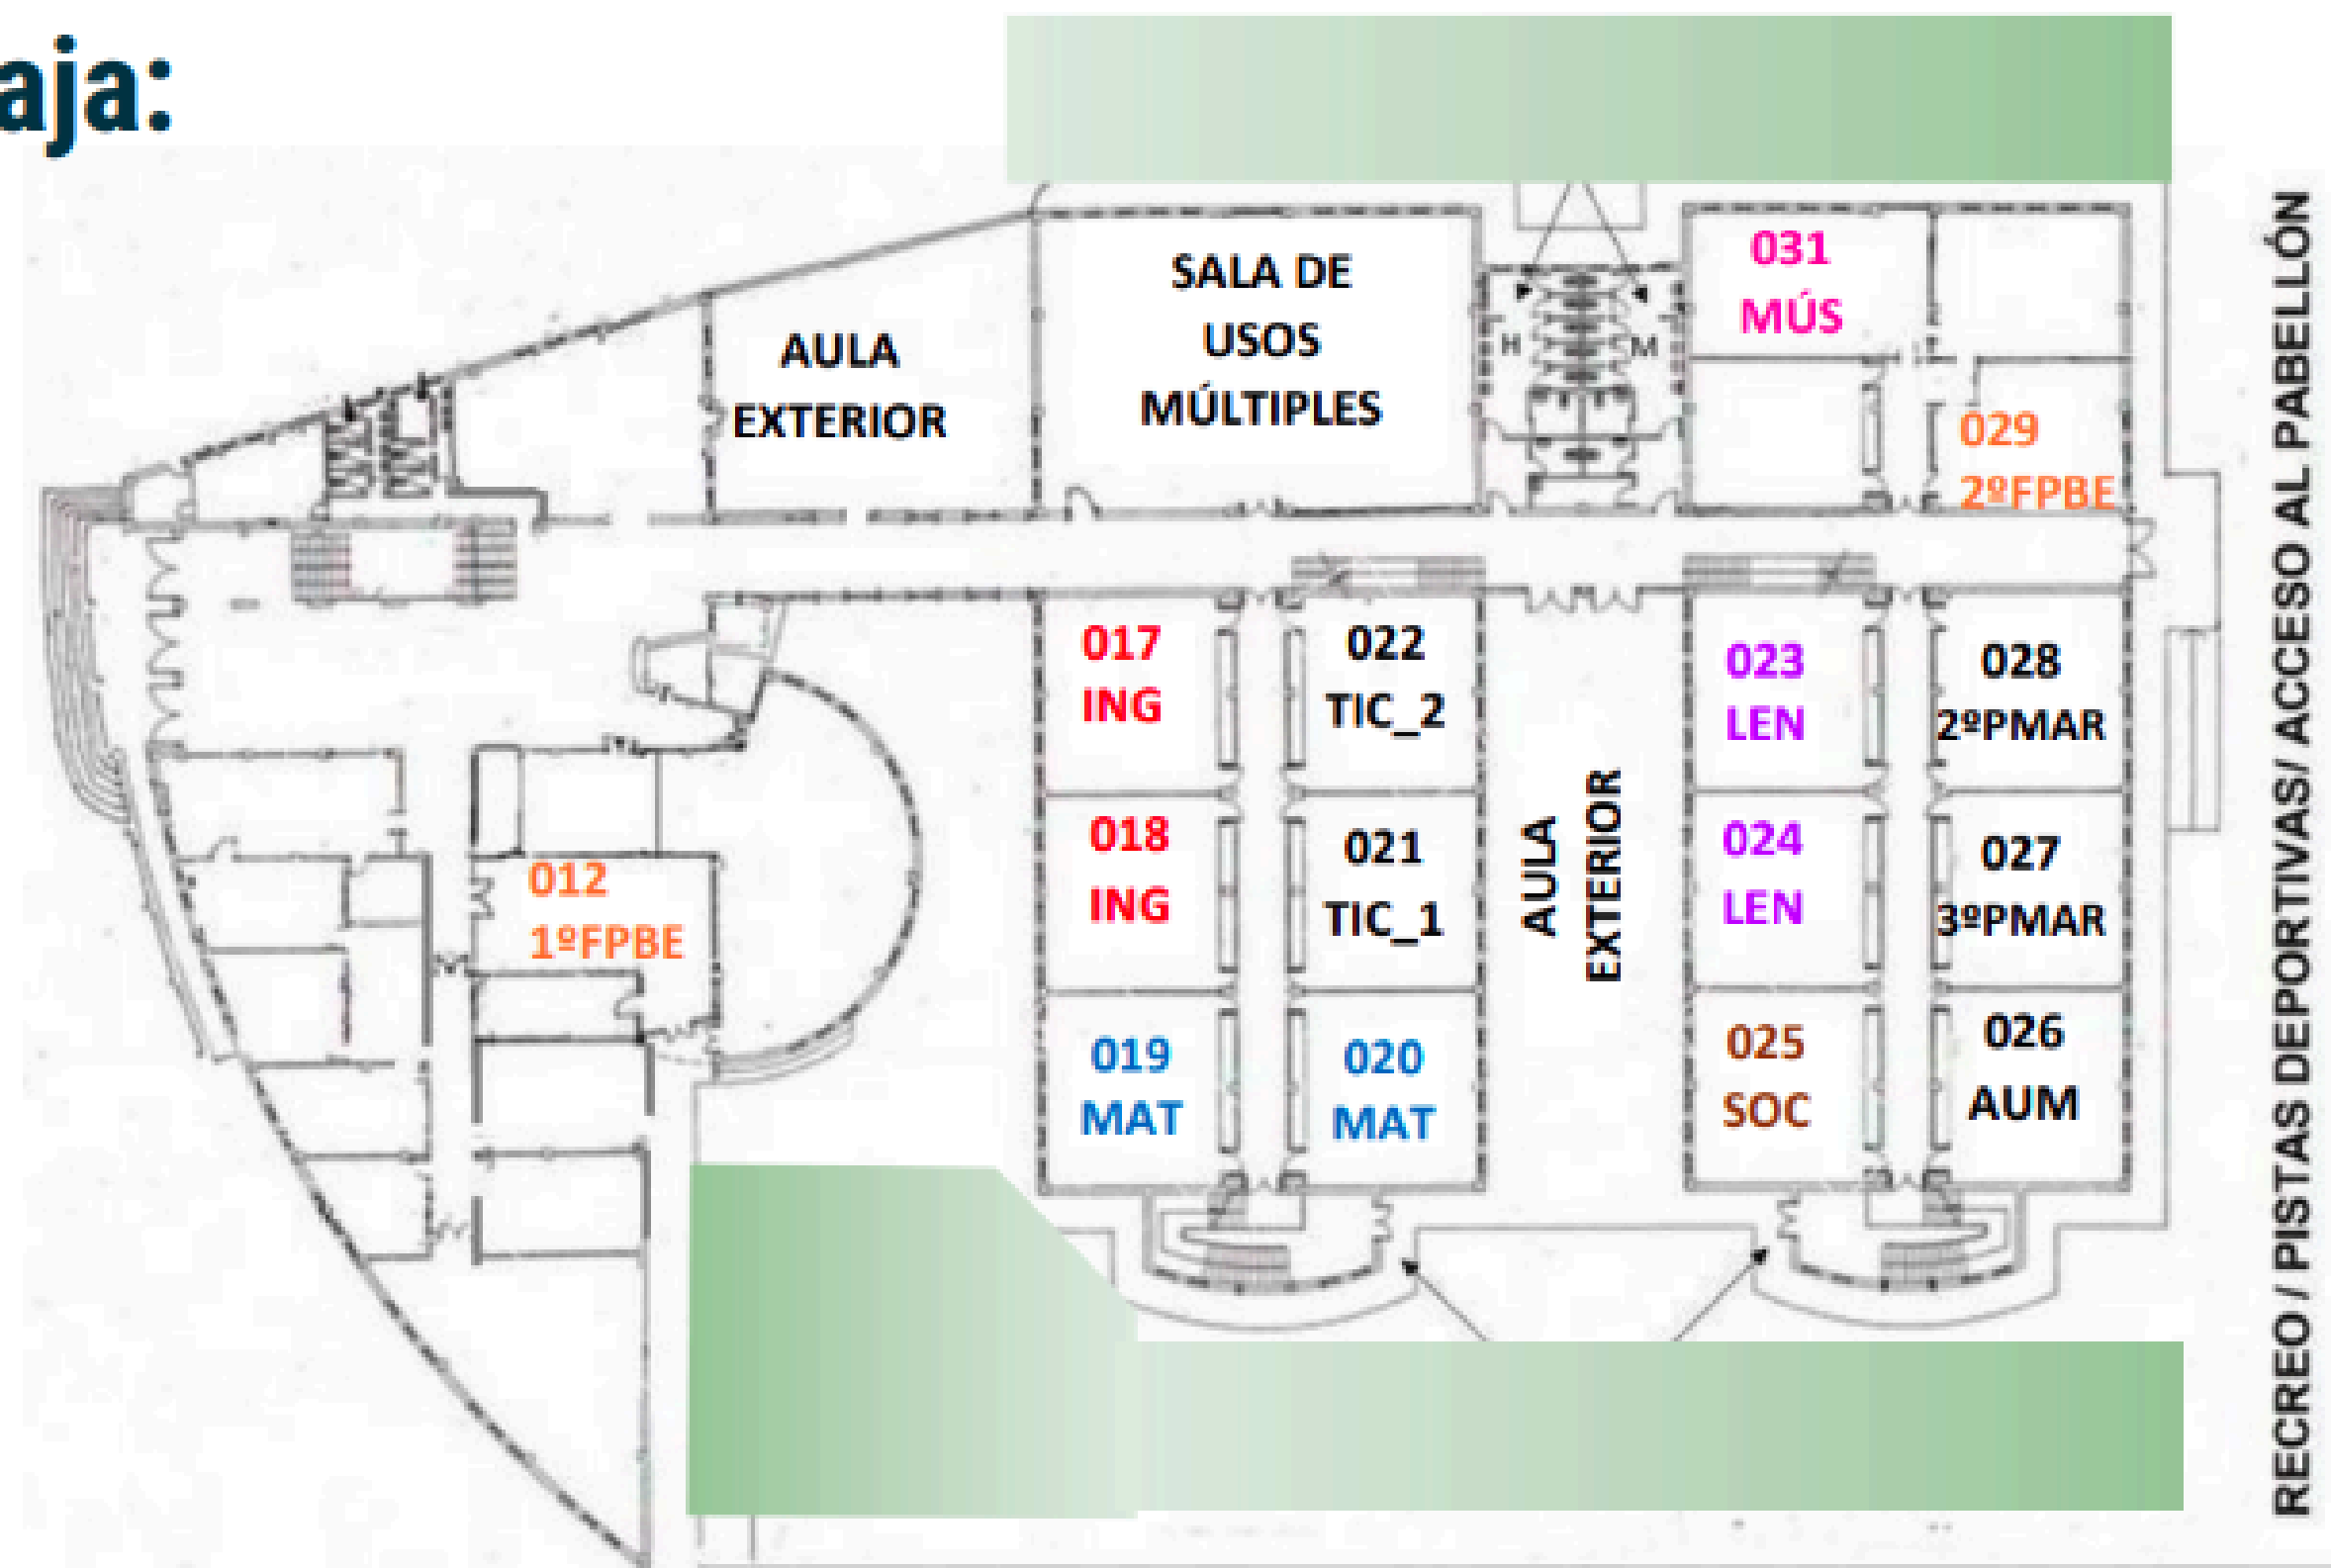 aja:
AULA
EXTERIOR
SALA DE
USOS
MÚLTIPLES
H
M
031
MÚS
029
2ºFPBE
017
ING
022
TIC_2
023
LEN
028
2ºPMAR
018
ING
021
TIC_1
AULA
EXTERIOR
024
LEN
027
3ºPMAR
012
1ºFPBE
019
MAT
020
MAT
025
SOC
026
AUM
RECREO / PISTAS DEPORTIVAS/ ACCESO AL PABELLÓN